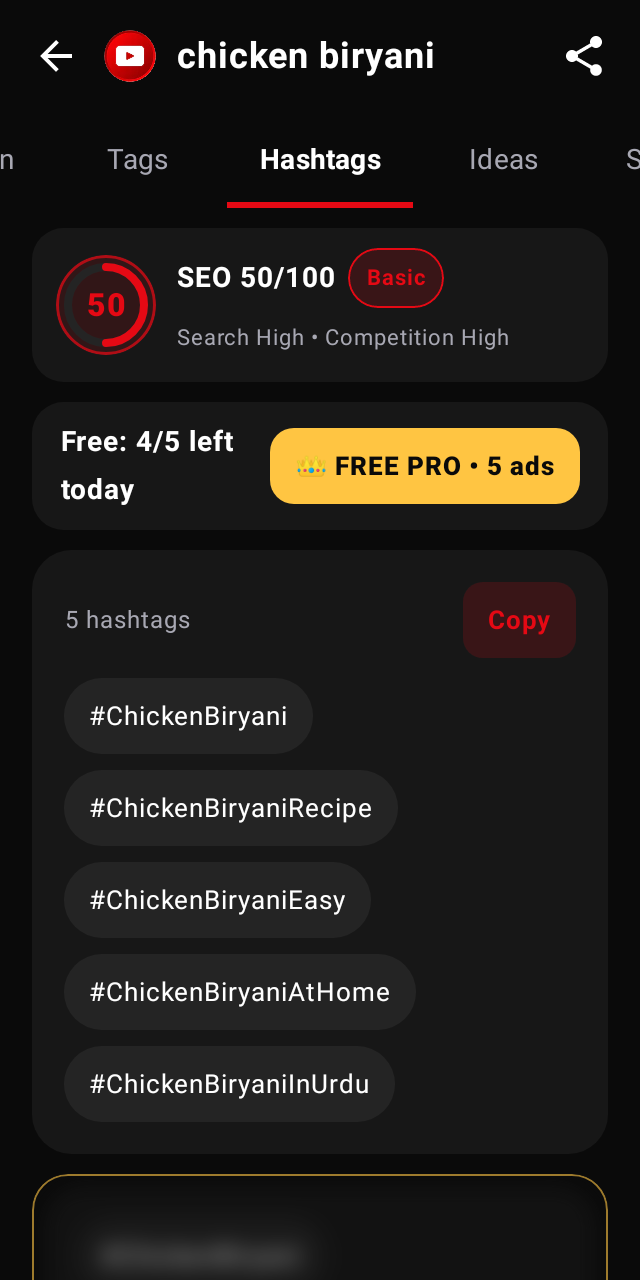 chicken biryani
n Tags Hashtags Ideas S
50
SEO 50/100 Basic
Search High • Competition High
Free: 4/5 left
today
👑 FREE PRO • 5 ads
5 hashtags
Copy
#ChickenBiryani
#ChickenBiryaniRecipe
#ChickenBiryaniEasy
#ChickenBiryaniAtHome
#ChickenBiryaniInUrdu